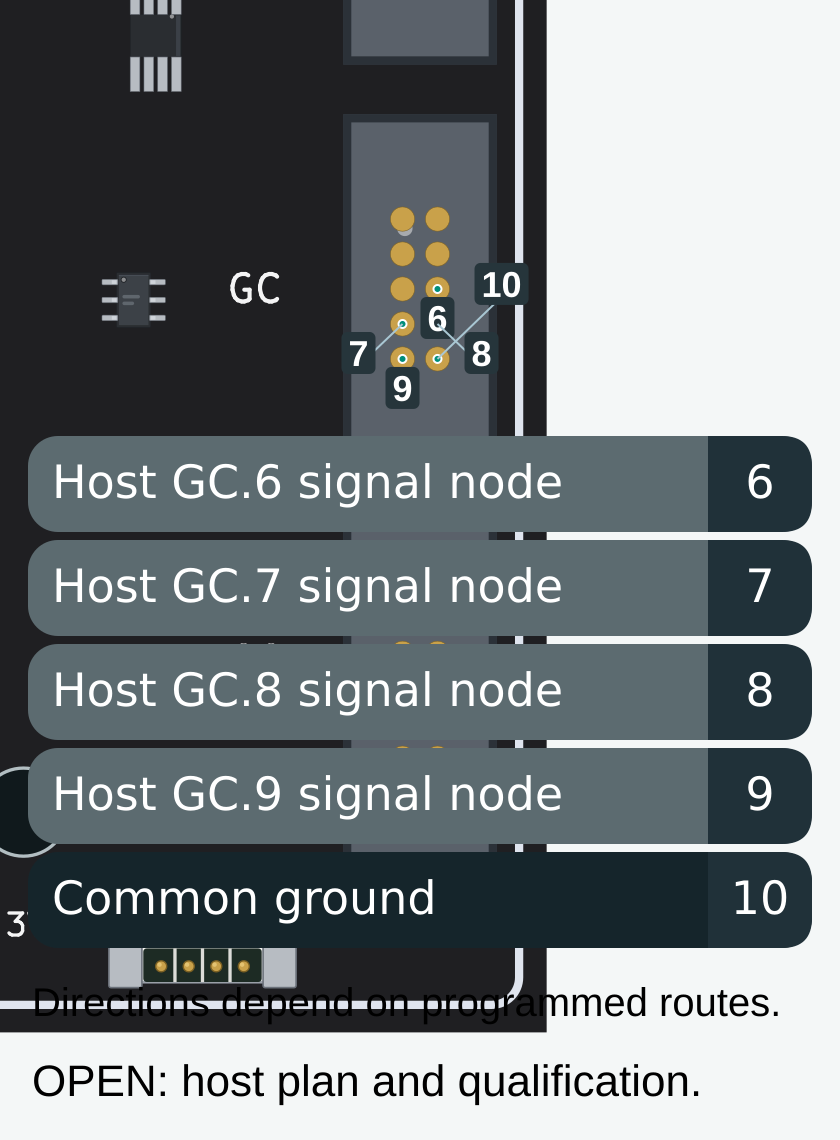 GC
10
6
7
8
9
Host GC.6 signal node 6
Host GC.7 signal node 7
Host GC.8 signal node 8
Host GC.9 signal node 9
Common ground 10
Directions depend on programmed routes.
OPEN: host plan and qualification.